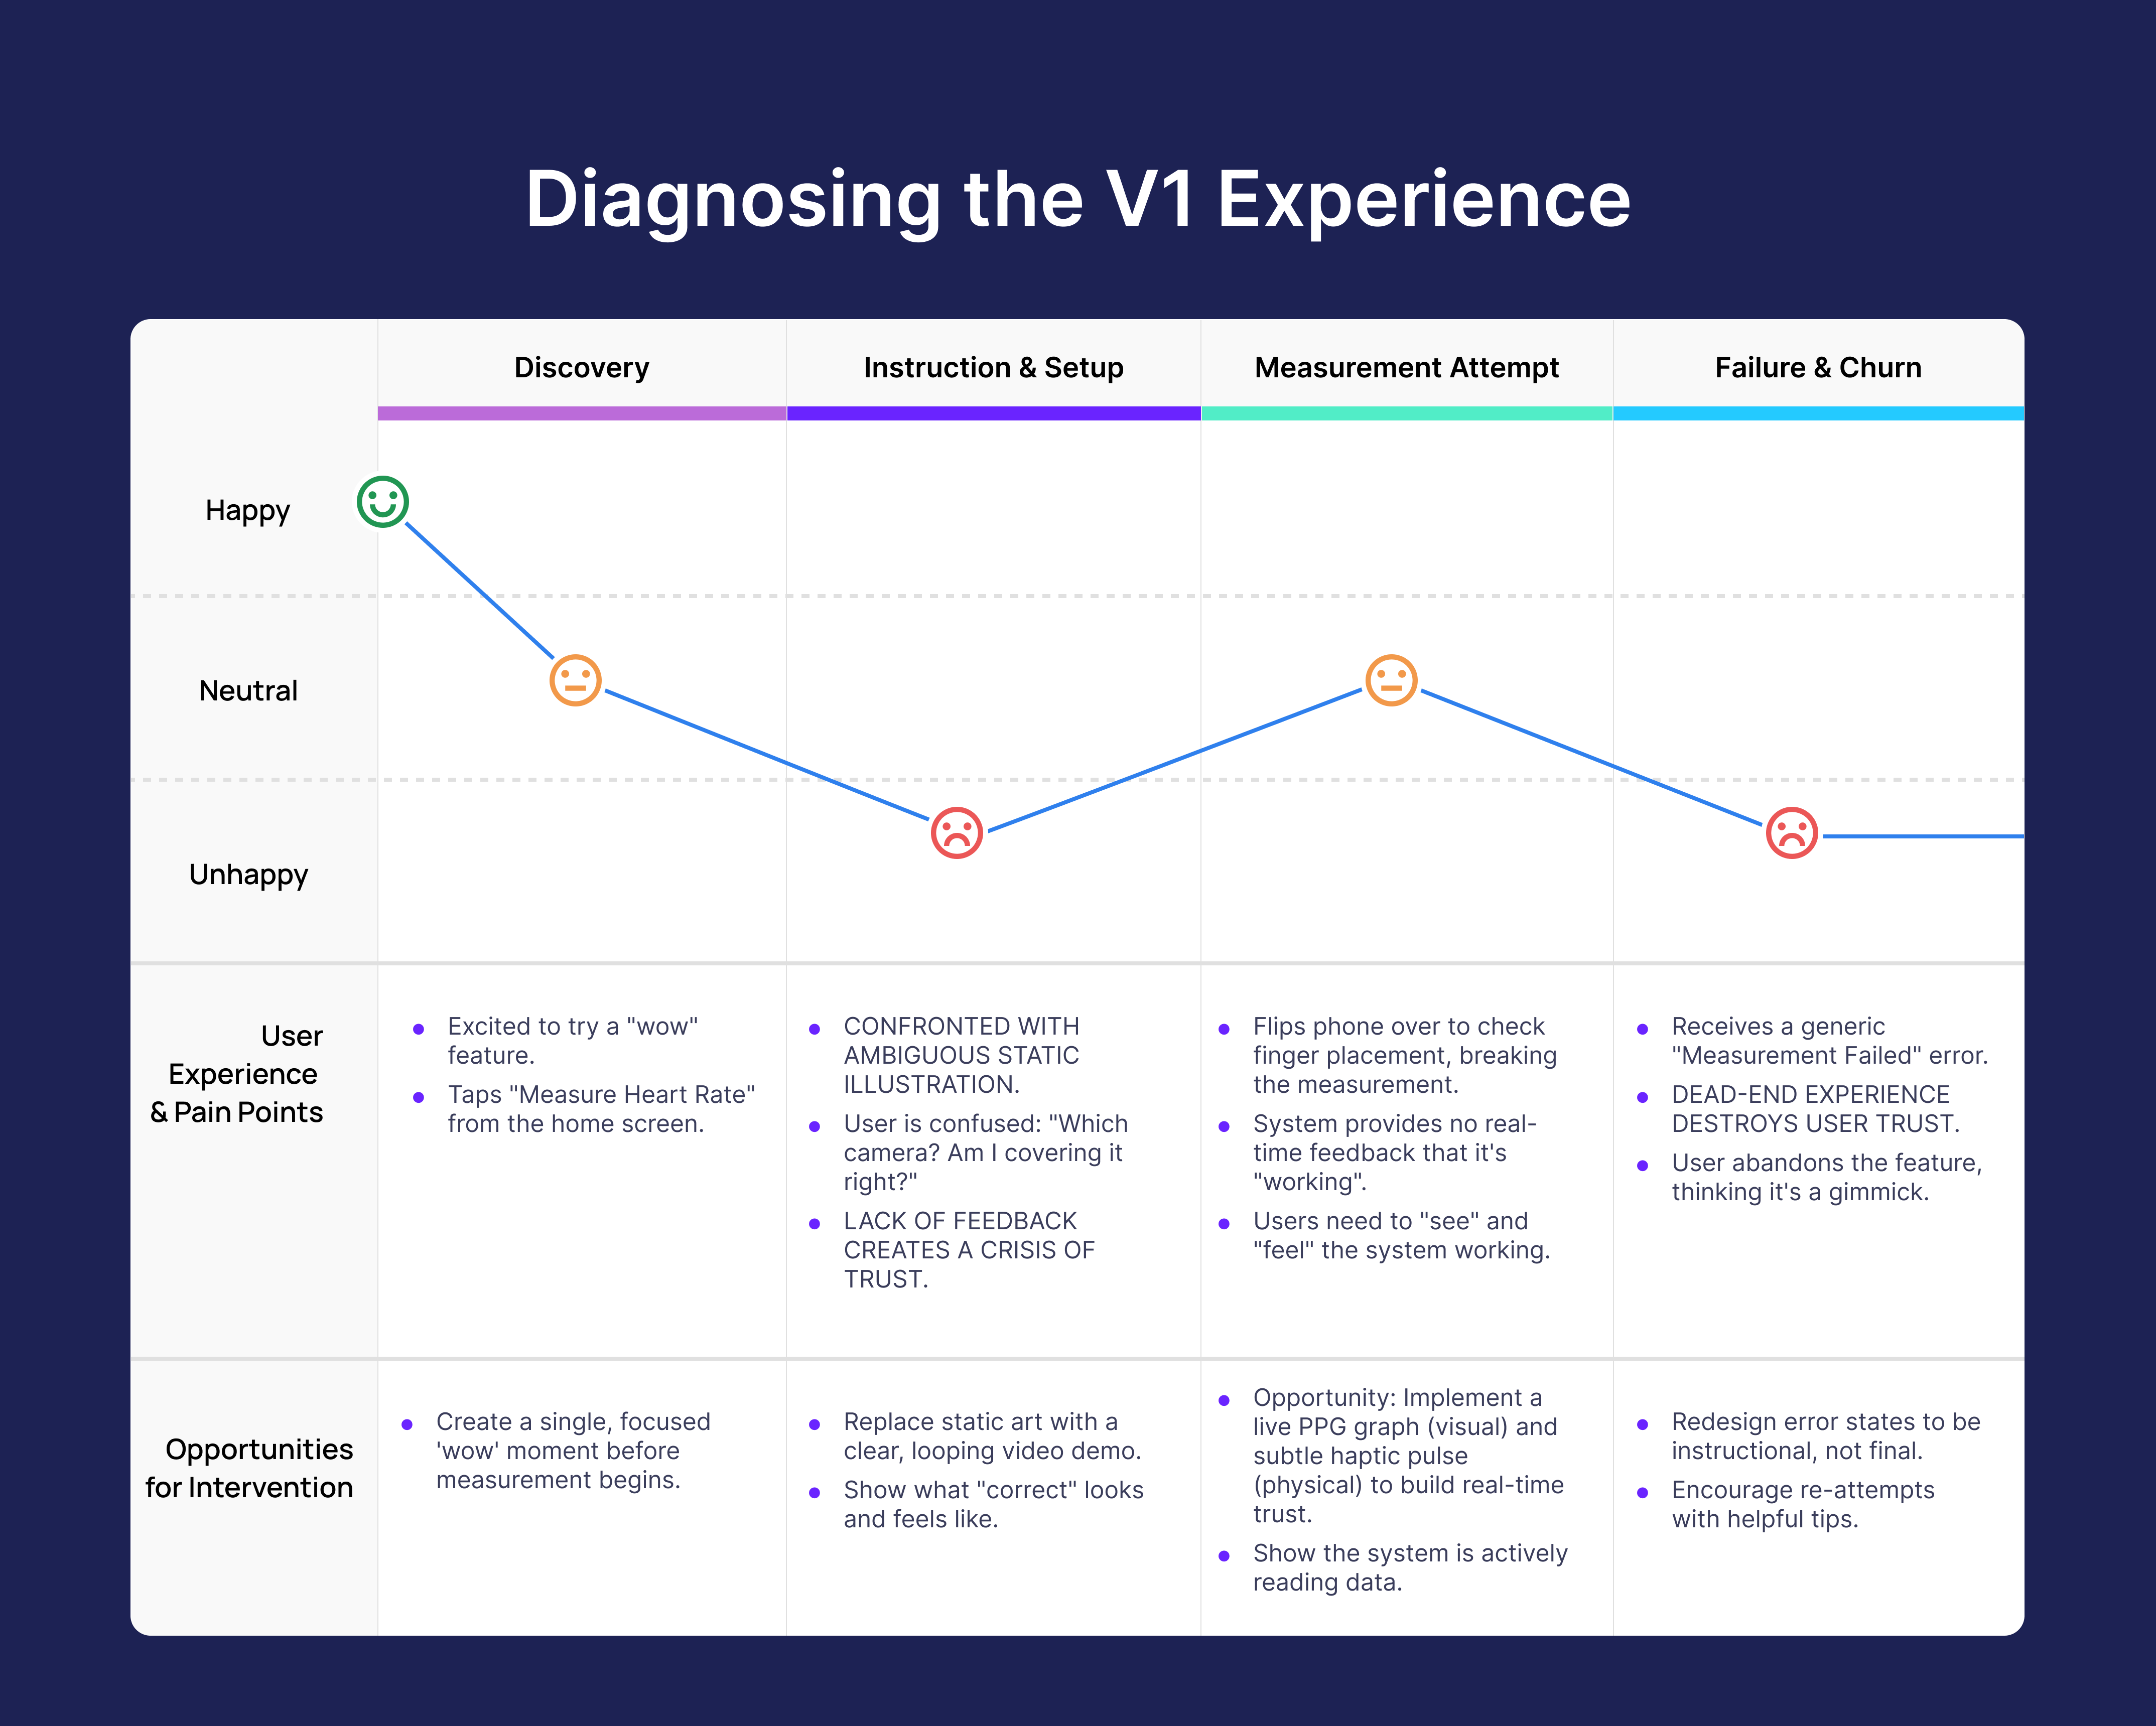 Diagnosing the V1 Experience
Discovery
Instruction & Setup
Measurement Attempt
Failure & Churn
Happy
Neutral
Unhappy
User
Experience
& Pain Points
Excited to try a "wow"
feature.
Taps "Measure Heart Rate"
from the home screen.
CONFRONTED WITH
AMBIGUOUS STATIC
ILLUSTRATION.
User is confused: "Which
camera? Am I covering it
right?"
LACK OF FEEDBACK
CREATES A CRISIS OF
TRUST.
Flips phone over to check
finger placement, breaking
the measurement.
System provides no real-
time feedback that it's
"working".
Users need to "see" and
"feel" the system working.
Receives a generic
"Measurement Failed" error.
DEAD-END EXPERIENCE
DESTROYS USER TRUST.
User abandons the feature,
thinking it's a gimmick.
Opportunities
for Intervention
Create a single, focused
'wow' moment before
measurement begins.
Replace static art with a
clear, looping video demo.
Show what "correct" looks
and feels like.
Opportunity: Implement a
live PPG graph (visual) and
subtle haptic pulse
(physical) to build real-time
trust.
Show the system is actively
reading data.
Redesign error states to be
instructional, not final.
Encourage re-attempts
with helpful tips.